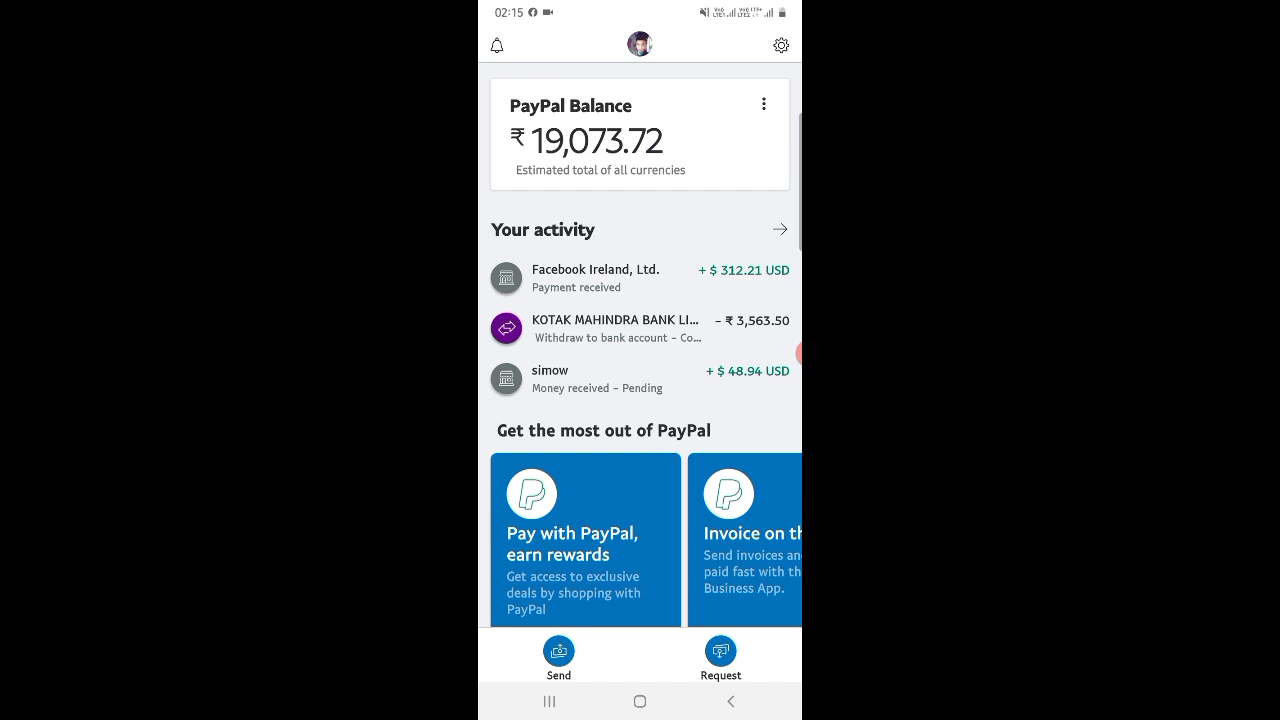 02:15
PayPal Balance
₹ 19,073.72
Estimated total of all currencies
Your activity
Facebook Ireland, Ltd. + $ 312.21 USD
Payment received
KOTAK MAHINDRA BANK LI... - ₹ 3,563.50
Withdraw to bank account - Co...
simow + $ 48.94 USD
Money received - Pending
Get the most out of PayPal
Pay with PayPal,
earn rewards
Get access to exclusive
deals by shopping with
PayPal
Invoice on th
Send invoices an
paid fast with th
Business App.
Send Request